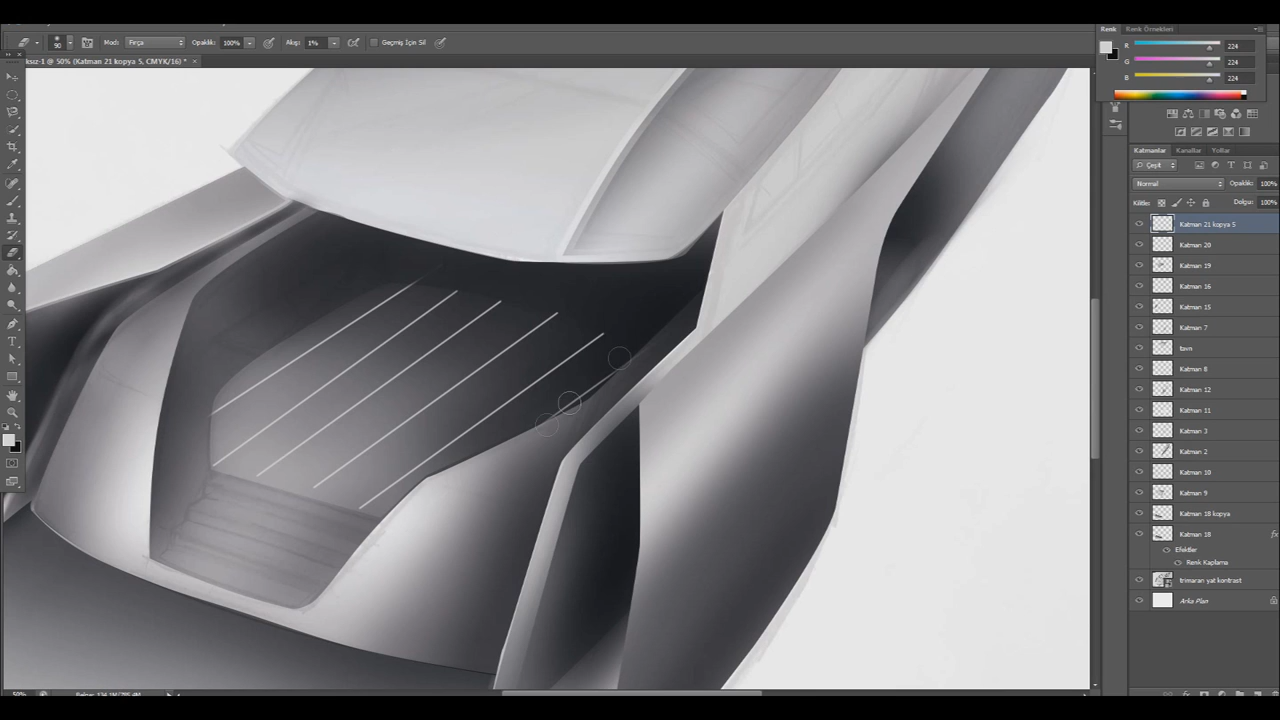 Renk Renk Örnekleri
90 Mod: Fırça Opaklık: 100% Akış: 1% Geçmiş İçin Sil
R 224
G 224
B 224
ksız-1 @ 50% (Katman 21 kopya 5, CMYK/16) * ×
Katmanlar Kanallar Yollar
Çeşit
Normal Opaklık: 100%
Kilitle: Dolgu: 100%
Katman 21 kopya 5
Katman 20
Katman 19
Katman 16
Katman 15
Katman 7
tavn
Katman 8
Katman 12
Katman 11
Katman 3
Katman 2
Katman 10
Katman 9
Katman 18 kopya
Katman 18 fx
Efektler
Renk Kaplama
trimaran yat kontrast
Arka Plan
50%